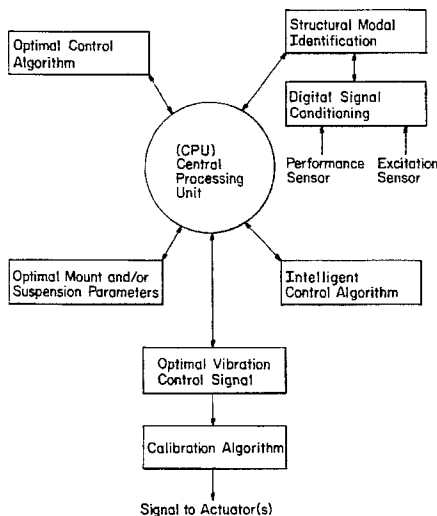 Optimal Control
Algorithm
Structural Modal
Identification
Digital Signal
Conditioning
Performance
Sensor
Excitation
Sensor
(CPU)
Central
Processing
Unit
Optimal Mount and/or
Suspension Parameters
Intelligent
Control Algorithm
Optimal Vibration
Control Signal
Calibration Algorithm
Signal to Actuator(s)